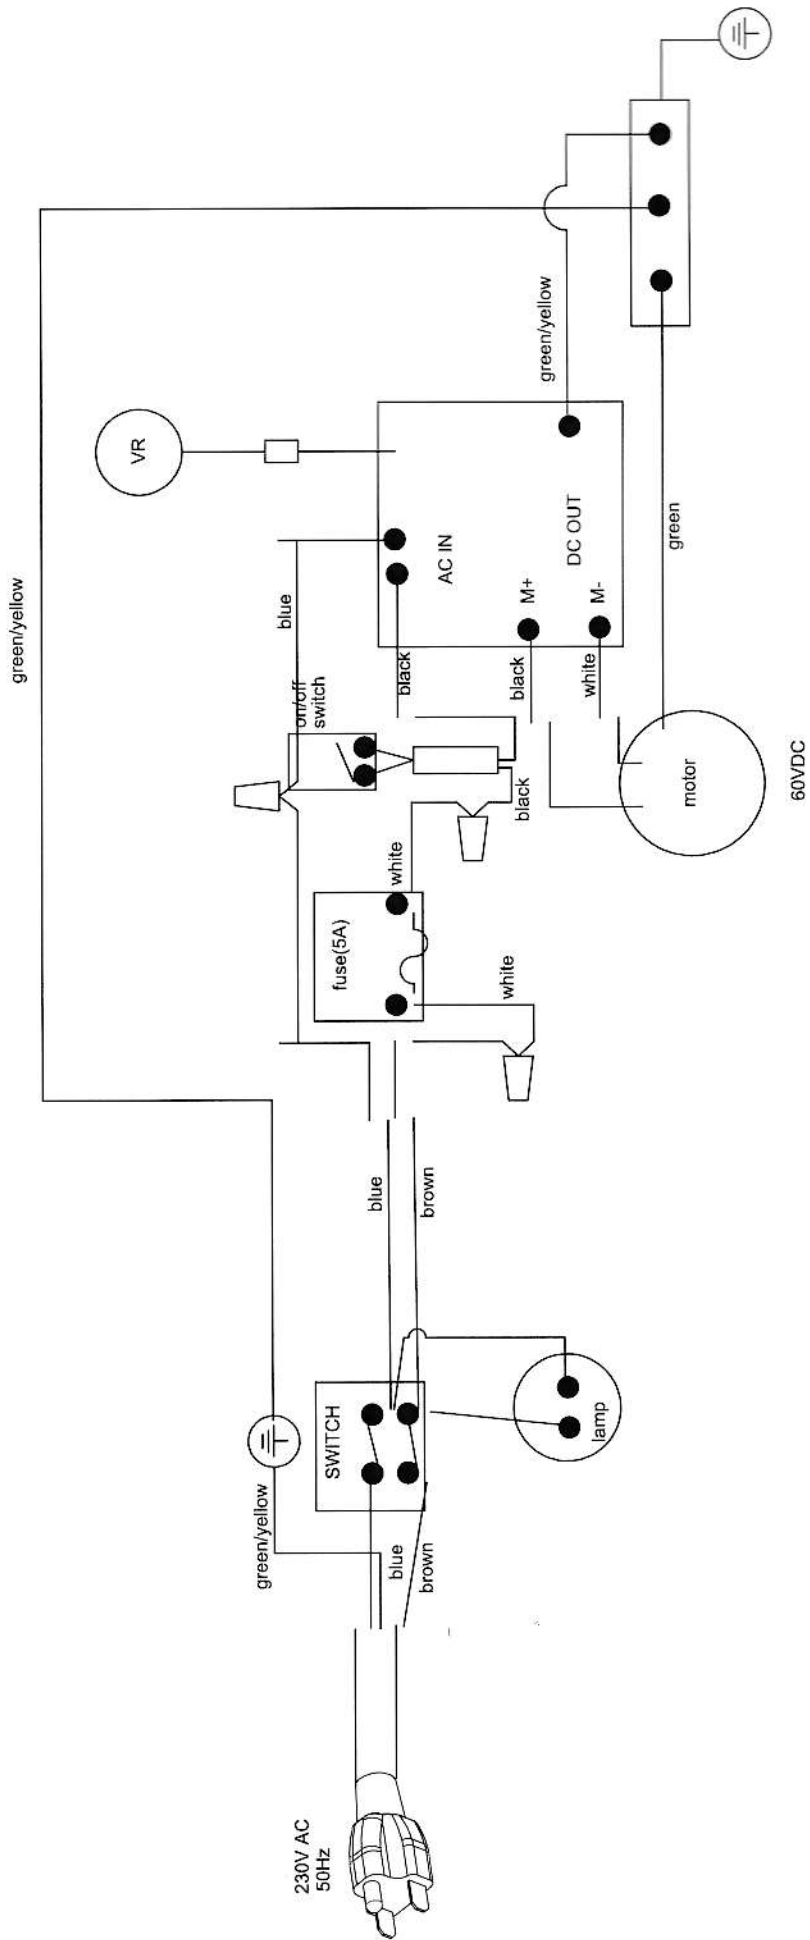 230V AC
50Hz
green/yellow
blue
brown
SWITCH
lamp
blue
brown
green/yellow
fuse(5A)
white
white
on/off
switch
black
blue
black
black
white
AC IN
M+
M-
DC OUT
VR
motor
60VDC
green
green/yellow